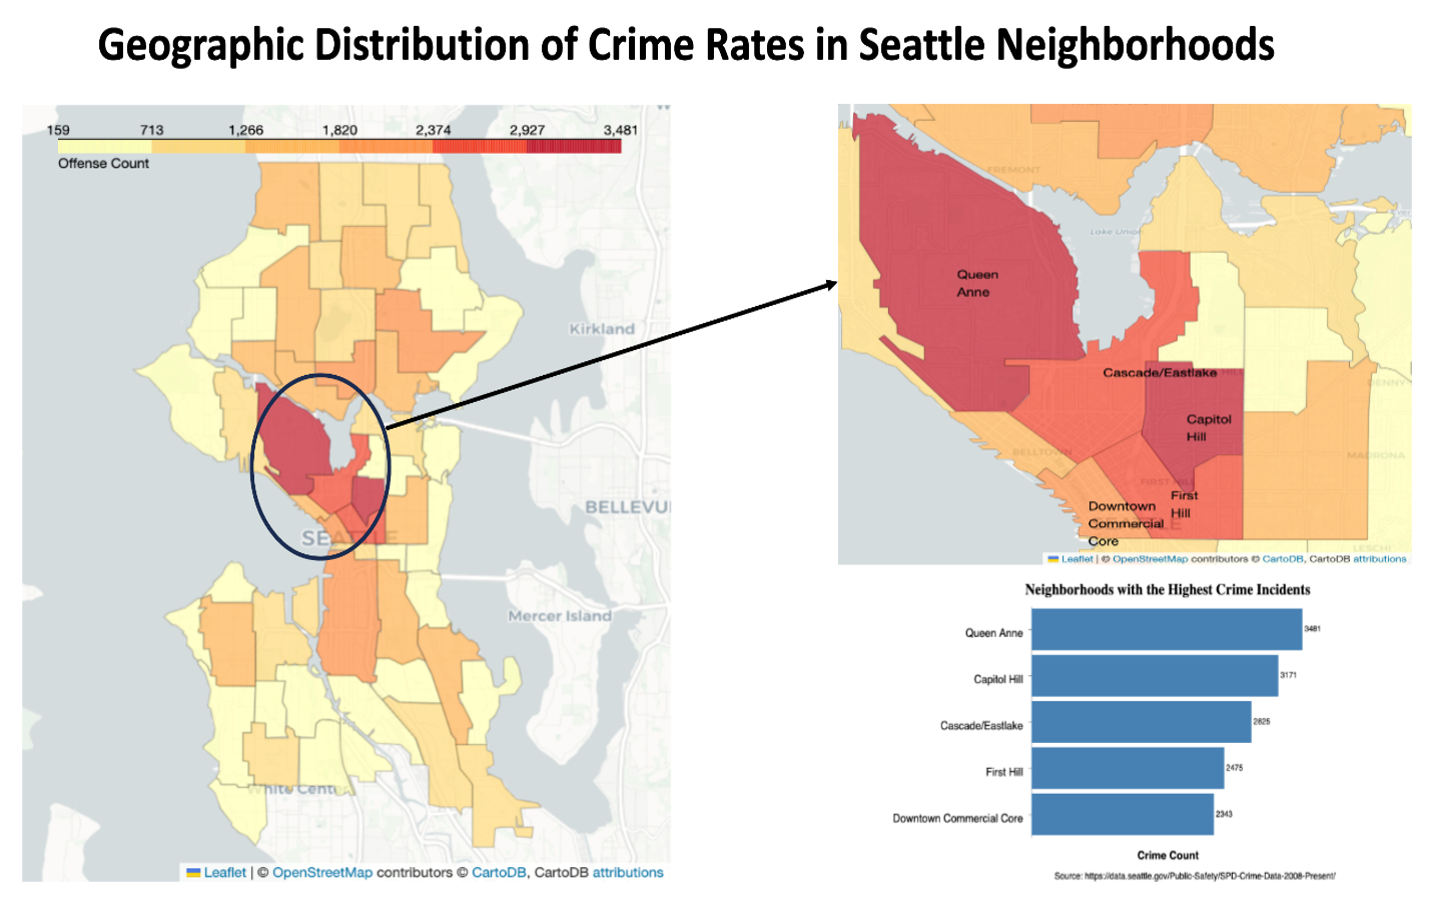 Geographic Distribution of Crime Rates in Seattle Neighborhoods
159 713 1,266 1,820 2,374 2,927 3,481
Offense Count
Kirkland
BELLEVU
SEATTLE
Mercer Island
White Center
Leaflet | © OpenStreetMap contributors © CartoDB, CartoDB attributions
FREMONT
Lake Union
Queen
Anne
Cascade/Eastlake
HILL
DENNY
Capitol
Hill
BELLTOWN
MADRONA
FIRST HILL
First
Hill
Downtown
Commercial
Core
LESCHI
Leaflet | © OpenStreetMap contributors © CartoDB, CartoDB attributions
Neighborhoods with the Highest Crime Incidents
Queen Anne 3481
Capitol Hill 3171
Cascade/Eastlake 2825
First Hill 2475
Downtown Commercial Core 2343
Crime Count
Source: https://data.seattle.gov/Public-Safety/SPD-Crime-Data-2008-Present/